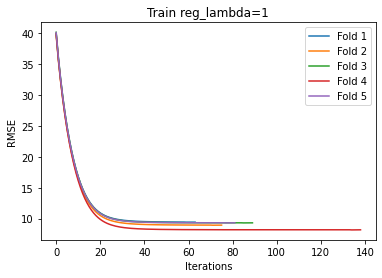 Train reg_lambda=1
Fold 1
Fold 2
Fold 3
Fold 4
Fold 5
RMSE
40
35
30
25
20
15
10
0 20 40 60 80 100 120 140
Iterations